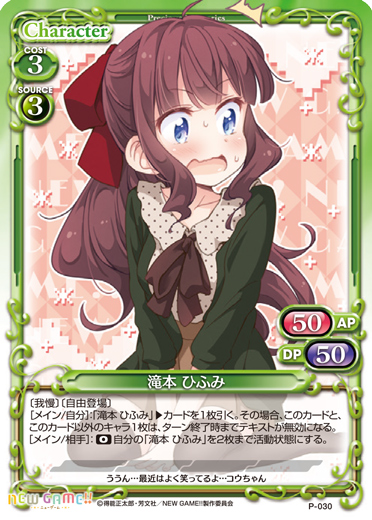 Character
COST
3
SOURCE
3
50 AP
DP 50
滝本 ひふみ
〔我慢〕〔自由登場〕
[メイン/自分]:「滝本 ひふみ」▶カードを1枚引く。その場合、このカードと、
このカード以外のキャラ1枚は、ターン終了時までテキストが無効になる。
[メイン/相手]: 自分の「滝本 ひふみ」を2枚まで活動状態にする。
ううん…最近はよく笑ってるよ…コウちゃん
NEW GAME!!
©得能正太郎・芳文社／NEW GAME!!製作委員会
P-030